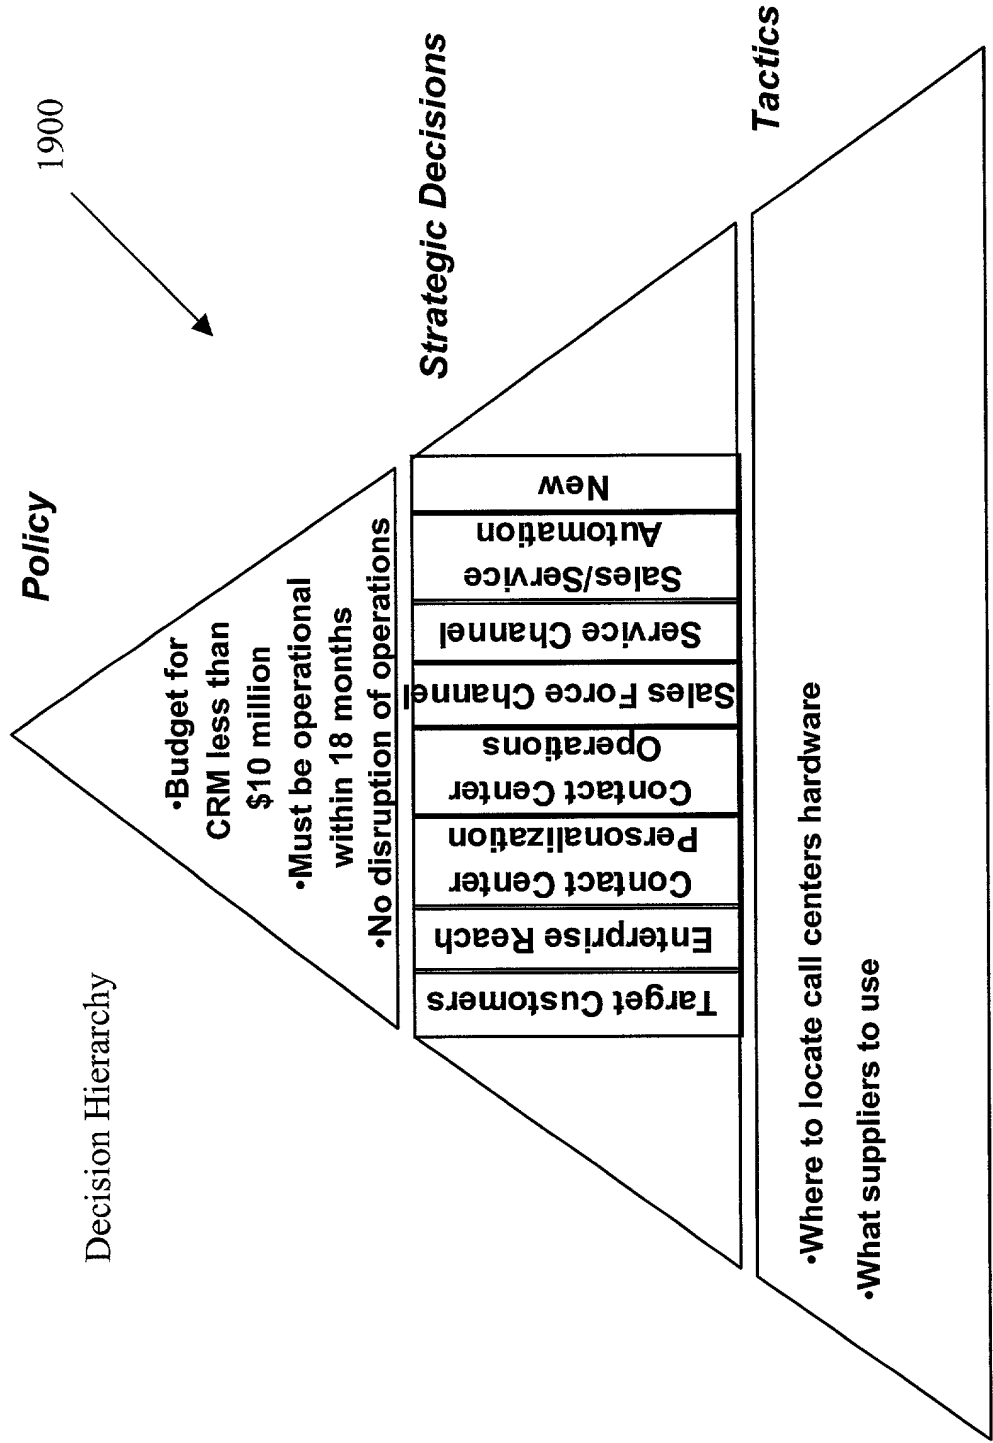 Decision Hierarchy
1900
Policy
•Budget for
CRM less than
$10 million
•Must be operational
within 18 months
•No disruption of operations
Strategic Decisions
Target Customers
Enterprise Reach
Contact Center
Personalization
Contact Center
Operations
Sales Force Channel
Service Channel
Sales/Service
Automation
New
Tactics
•Where to locate call centers hardware
•What suppliers to use